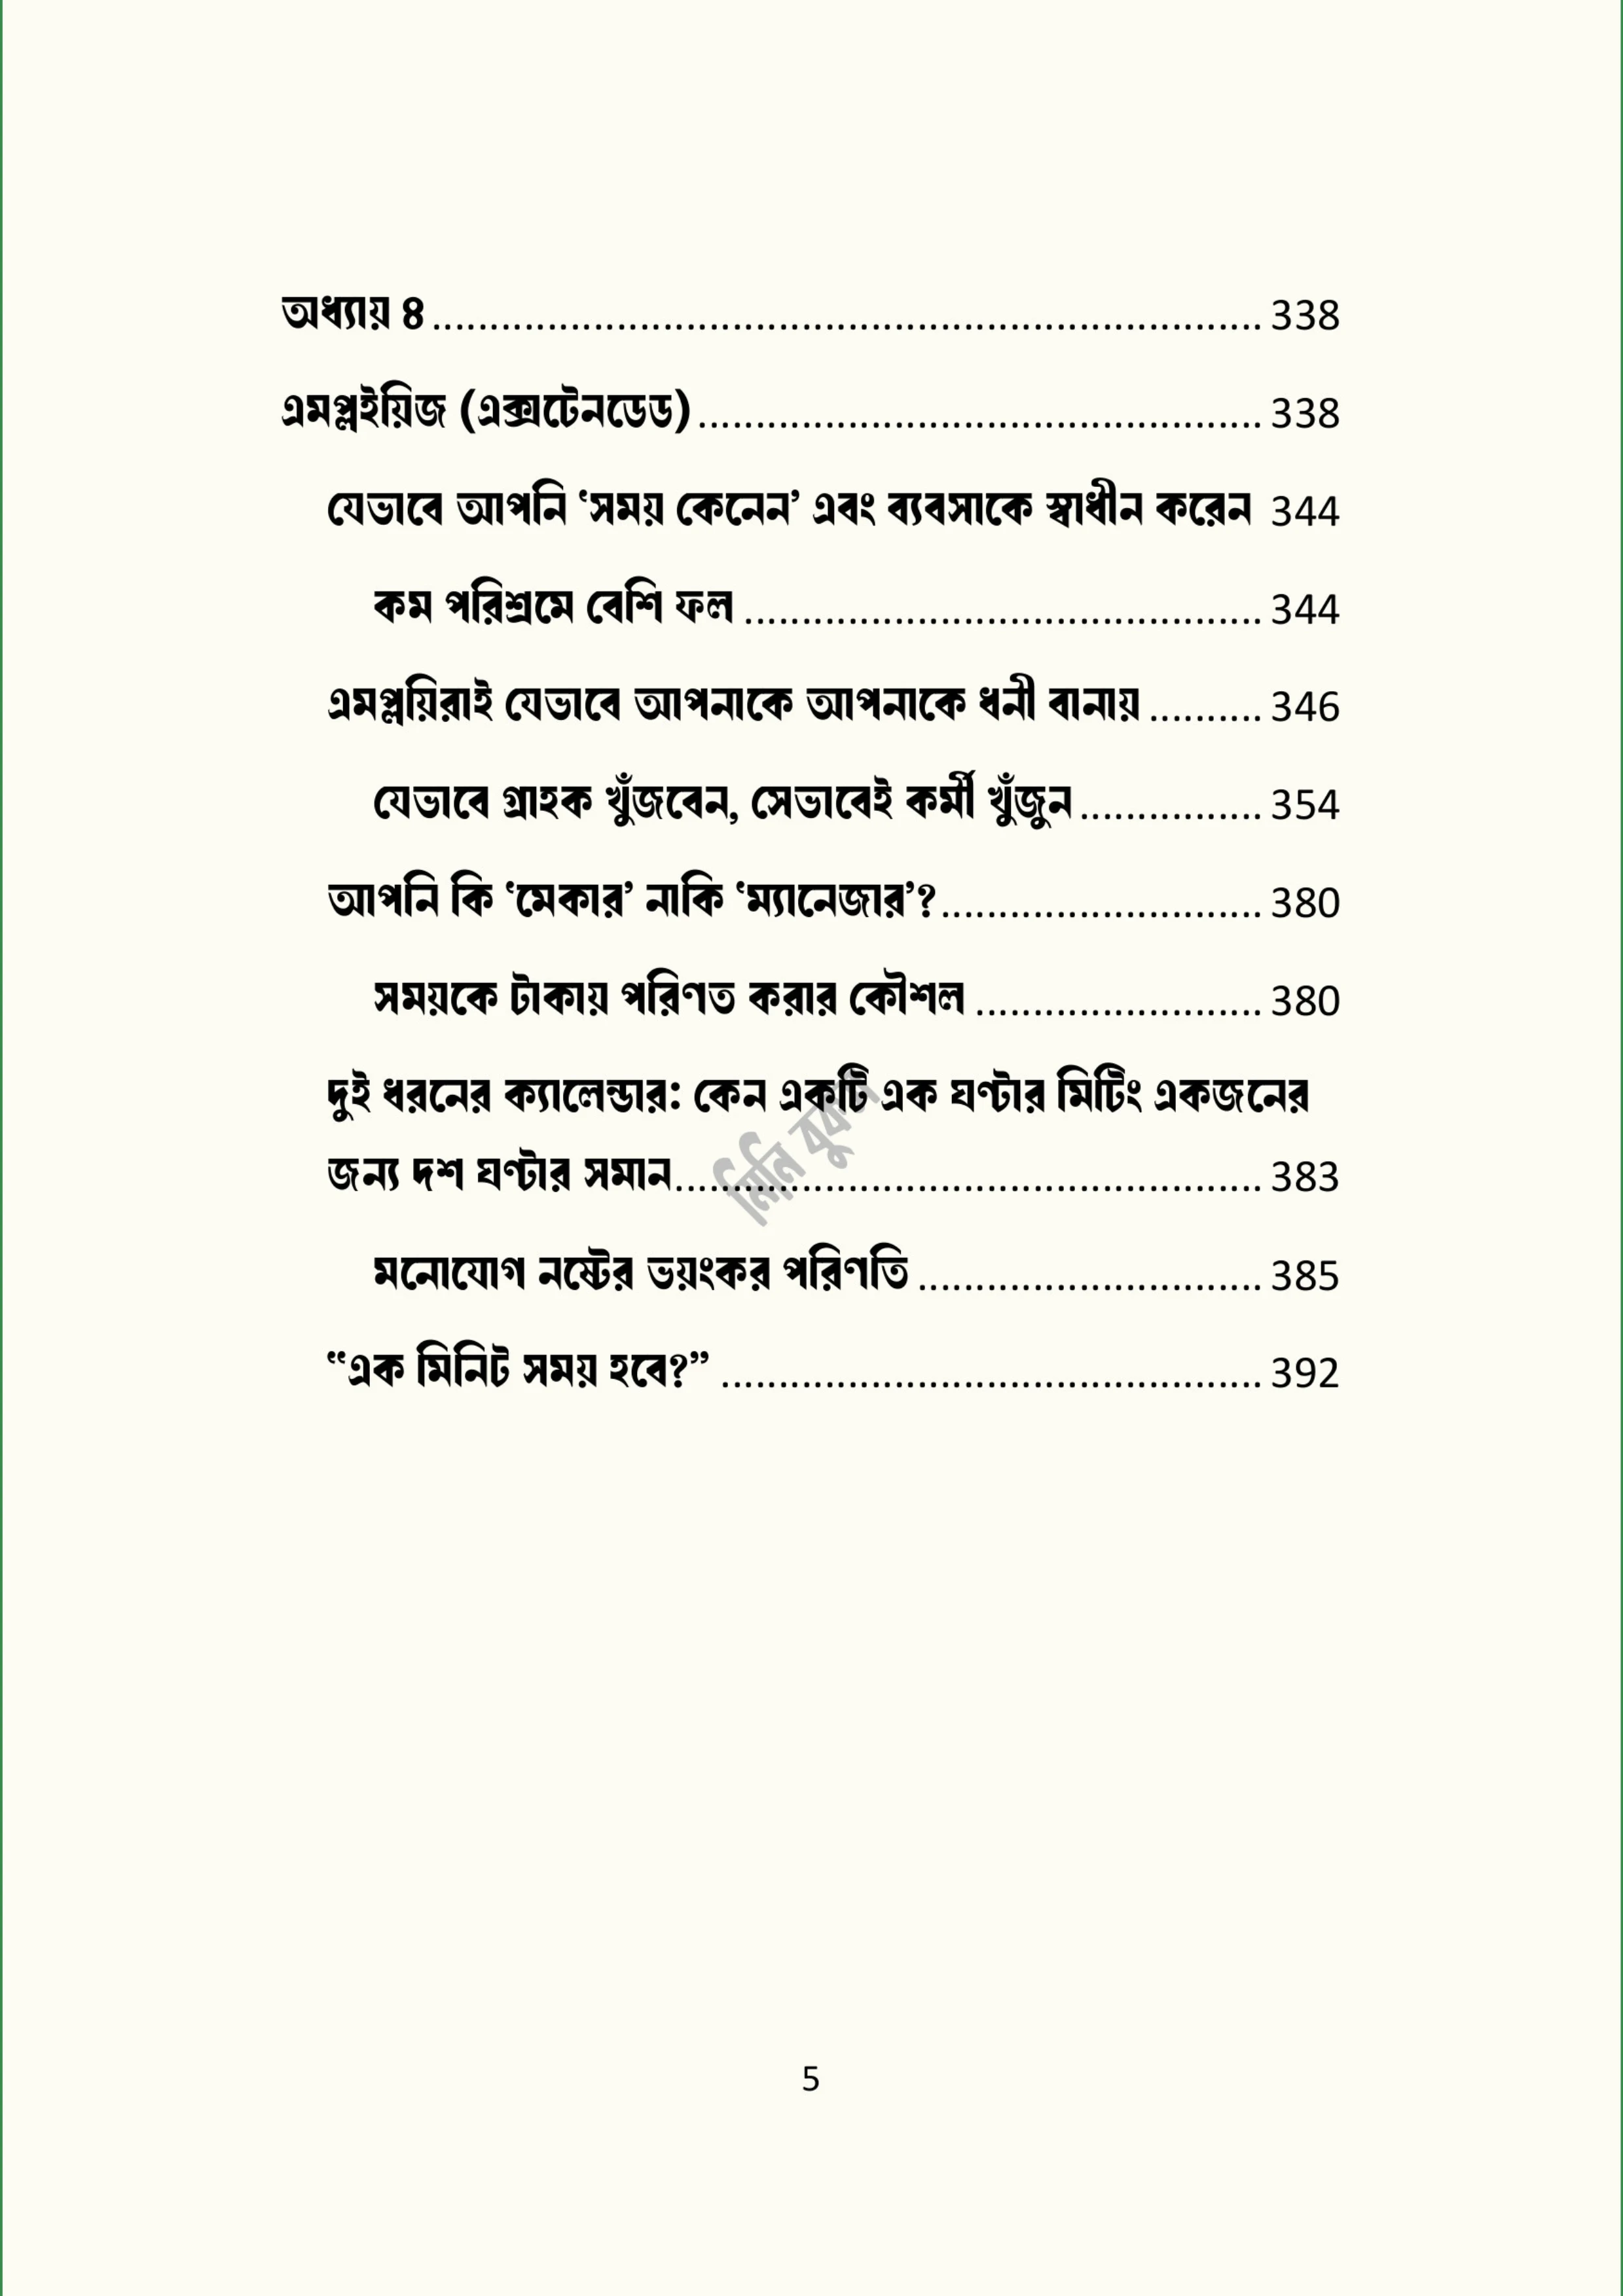 অধ্যায় ৪ ........................................................................ 338
এমপ্লইয়িজ (এক্সটেনডেড) ................................................. 338
যেভাবে আপনি ‘সময় কেনেন’ এবং ব্যবসাকে স্বাধীন করেন 344
কম পরিশ্রমে বেশি ফল ............................................. 344
এমপ্লয়িরাই যেভাবে আপনাকে আপনাকে ধনী বানায় .......... 346
যেভাবে গ্রাহক খুঁজবেন, সেভাবেই কর্মী খুঁজুন ................ 354
আপনি কি ‘মেকার’ নাকি ‘ম্যানেজার’? ............................ 380
সময়কে টাকায় পরিণত করার কৌশল ......................... 380
দুই ধরনের ক্যালেন্ডার: কেন একটি এক ঘণ্টার মিটিং একজনের
জন্য দশ ঘণ্টার সমান ................................................... 383
মনোযোগ নষ্টের ভয়ংকর পরিণতি .............................. 385
“এক মিনিট সময় হবে?” ............................................... 392
মিনি বুকস
5